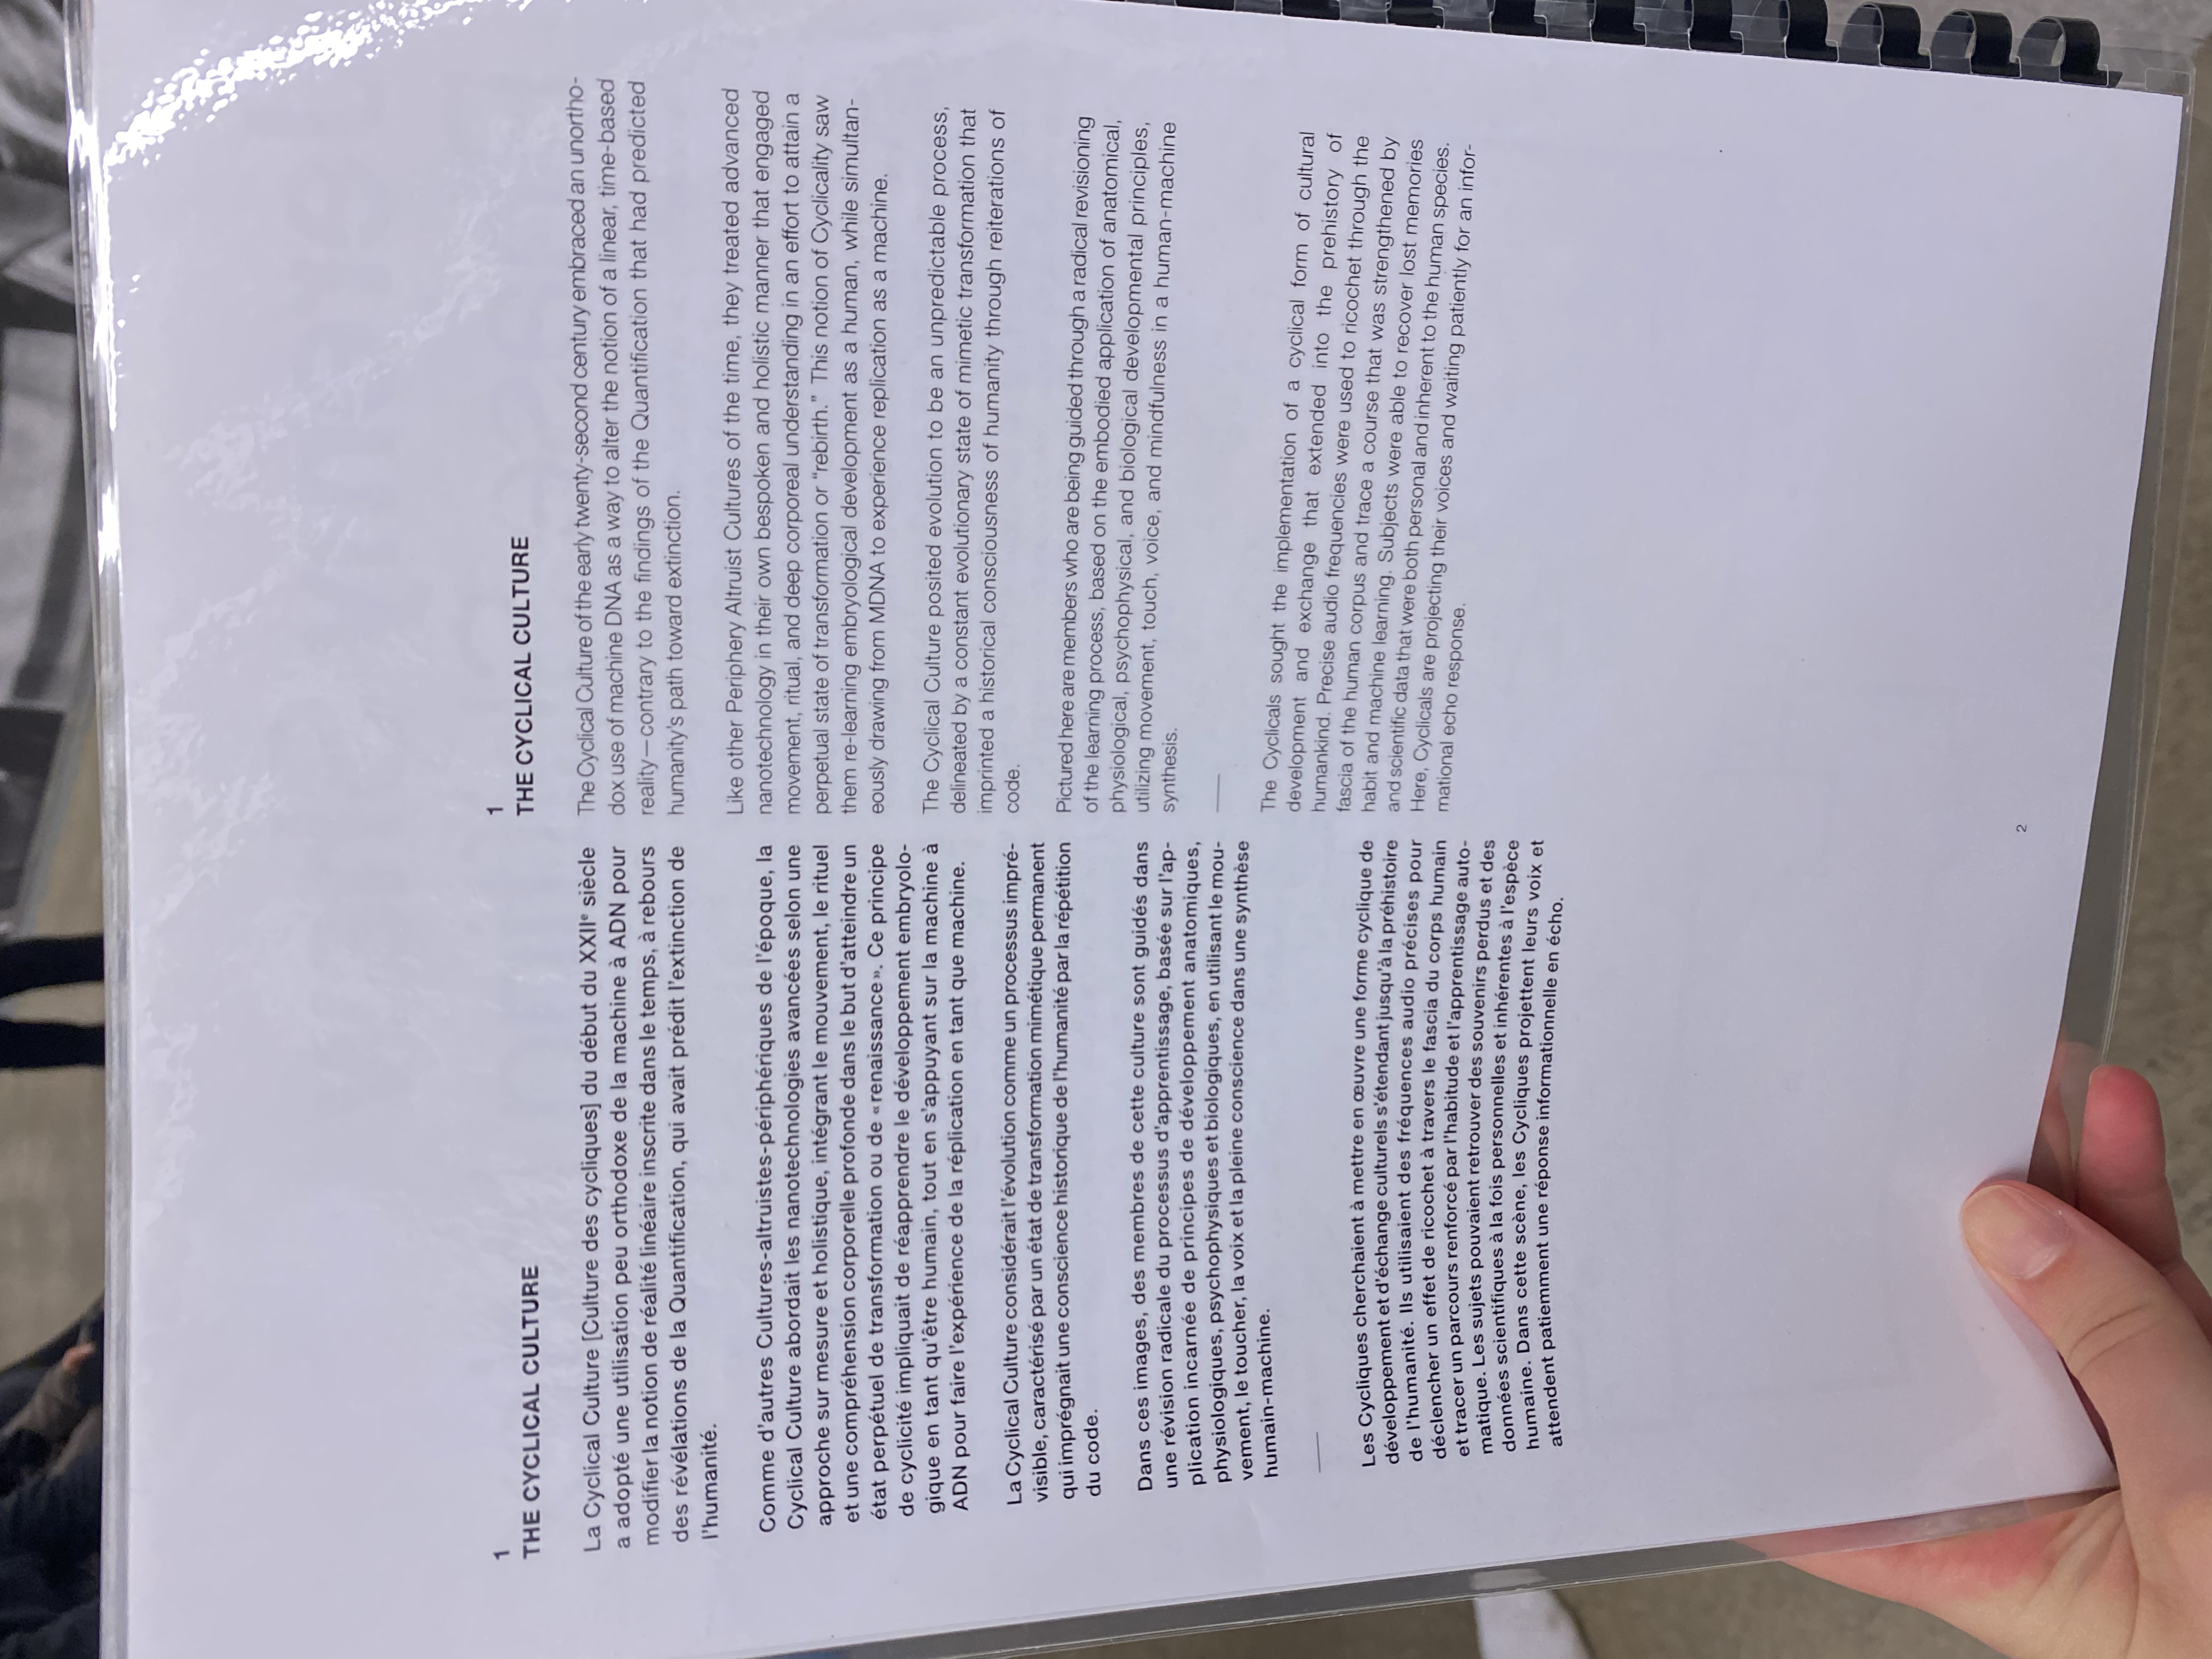 1
THE CYCLICAL CULTURE
La Cyclical Culture [Culture des cycliques] du début du XXIIe siècle
a adopté une utilisation peu orthodoxe de la machine à ADN pour
modifier la notion de réalité linéaire inscrite dans le temps, à rebours
des révélations de la Quantification, qui avait prédit l'extinction de
l'humanité.
Comme d'autres Cultures-altruistes-périphériques de l'époque, la
Cyclical Culture abordait les nanotechnologies avancées selon une
approche sur mesure et holistique, intégrant le mouvement, le rituel
et une compréhension corporelle profonde dans le but d'atteindre un
état perpétuel de transformation ou de «renaissance». Ce principe
de cyclicité impliquait de réapprendre le développement embryolo-
gique en tant qu'être humain, tout en s'appuyant sur la machine à
ADN pour faire l'expérience de la réplication en tant que machine.
La Cyclical Culture considérait l'évolution comme un processus impré-
visible, caractérisé par un état de transformation mimétique permanent
qui imprégnait une conscience historique de l'humanité par la répétition
du code.
Dans ces images, des membres de cette culture sont guidés dans
une révision radicale du processus d'apprentissage, basée sur l'ap-
plication incarnée de principes de développement anatomiques,
physiologiques, psychophysiques et biologiques, en utilisant le mou-
vement, le toucher, la voix et la pleine conscience dans une synthèse
humain-machine.
Les Cycliques cherchaient à mettre en œuvre une forme cyclique de
développement et d'échange culturels s'étendant jusqu'à la préhistoire
de l'humanité. Ils utilisaient des fréquences audio précises pour
déclencher un effet de ricochet à travers le fascia du corps humain
et tracer un parcours renforcé par l'habitude et l'apprentissage auto-
matique. Les sujets pouvaient retrouver des souvenirs perdus et des
données scientifiques à la fois personnelles et inhérentes à l'espèce
humaine. Dans cette scène, les Cycliques projettent leurs voix et
attendent patiemment une réponse informationnelle en écho.
1
THE CYCLICAL CULTURE
The Cyclical Culture of the early twenty-second century embraced an unortho-
dox use of machine DNA as a way to alter the notion of a linear, time-based
reality—contrary to the findings of the Quantification that had predicted
humanity's path toward extinction.
Like other Periphery Altruist Cultures of the time, they treated advanced
nanotechnology in their own bespoken and holistic manner that engaged
movement, ritual, and deep corporeal understanding in an effort to attain a
perpetual state of transformation or “rebirth.” This notion of Cyclicality saw
them re-learning embryological development as a human, while simultan-
eously drawing from MDNA to experience replication as a machine.
The Cyclical Culture posited evolution to be an unpredictable process,
delineated by a constant evolutionary state of mimetic transformation that
imprinted a historical consciousness of humanity through reiterations of
code.
Pictured here are members who are being guided through a radical revisioning
of the learning process, based on the embodied application of anatomical,
physiological, psychophysical, and biological developmental principles,
utilizing movement, touch, voice, and mindfulness in a human-machine
synthesis.
The Cyclicals sought the implementation of a cyclical form of cultural
development and exchange that extended into the prehistory of
humankind. Precise audio frequencies were used to ricochet through the
fascia of the human corpus and trace a course that was strengthened by
habit and machine learning. Subjects were able to recover lost memories
and scientific data that were both personal and inherent to the human species.
Here, Cyclicals are projecting their voices and waiting patiently for an infor-
mational echo response.
2